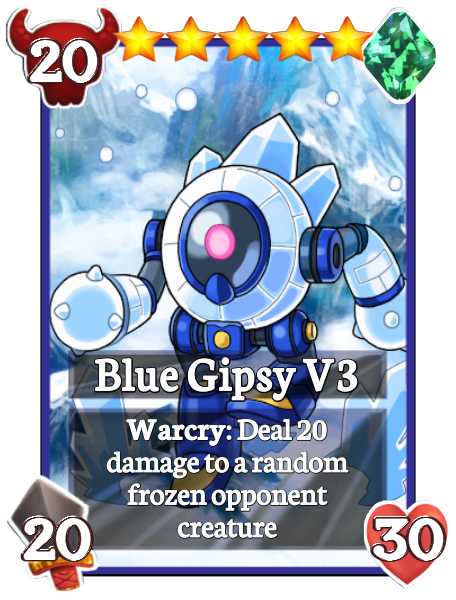 20
Blue Gipsy V3
Warcry: Deal 20
damage to a random
frozen opponent
creature
20
30